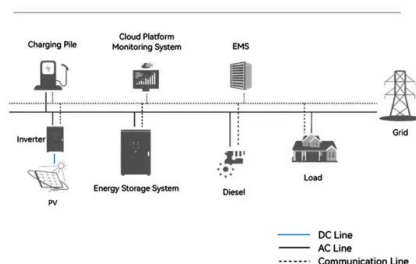 Charging Pile
Cloud Platform
Monitoring System
EMS
Grid
Inverter
PV
Energy Storage System
Diesel
Load
DC Line
AC Line
Communication Line